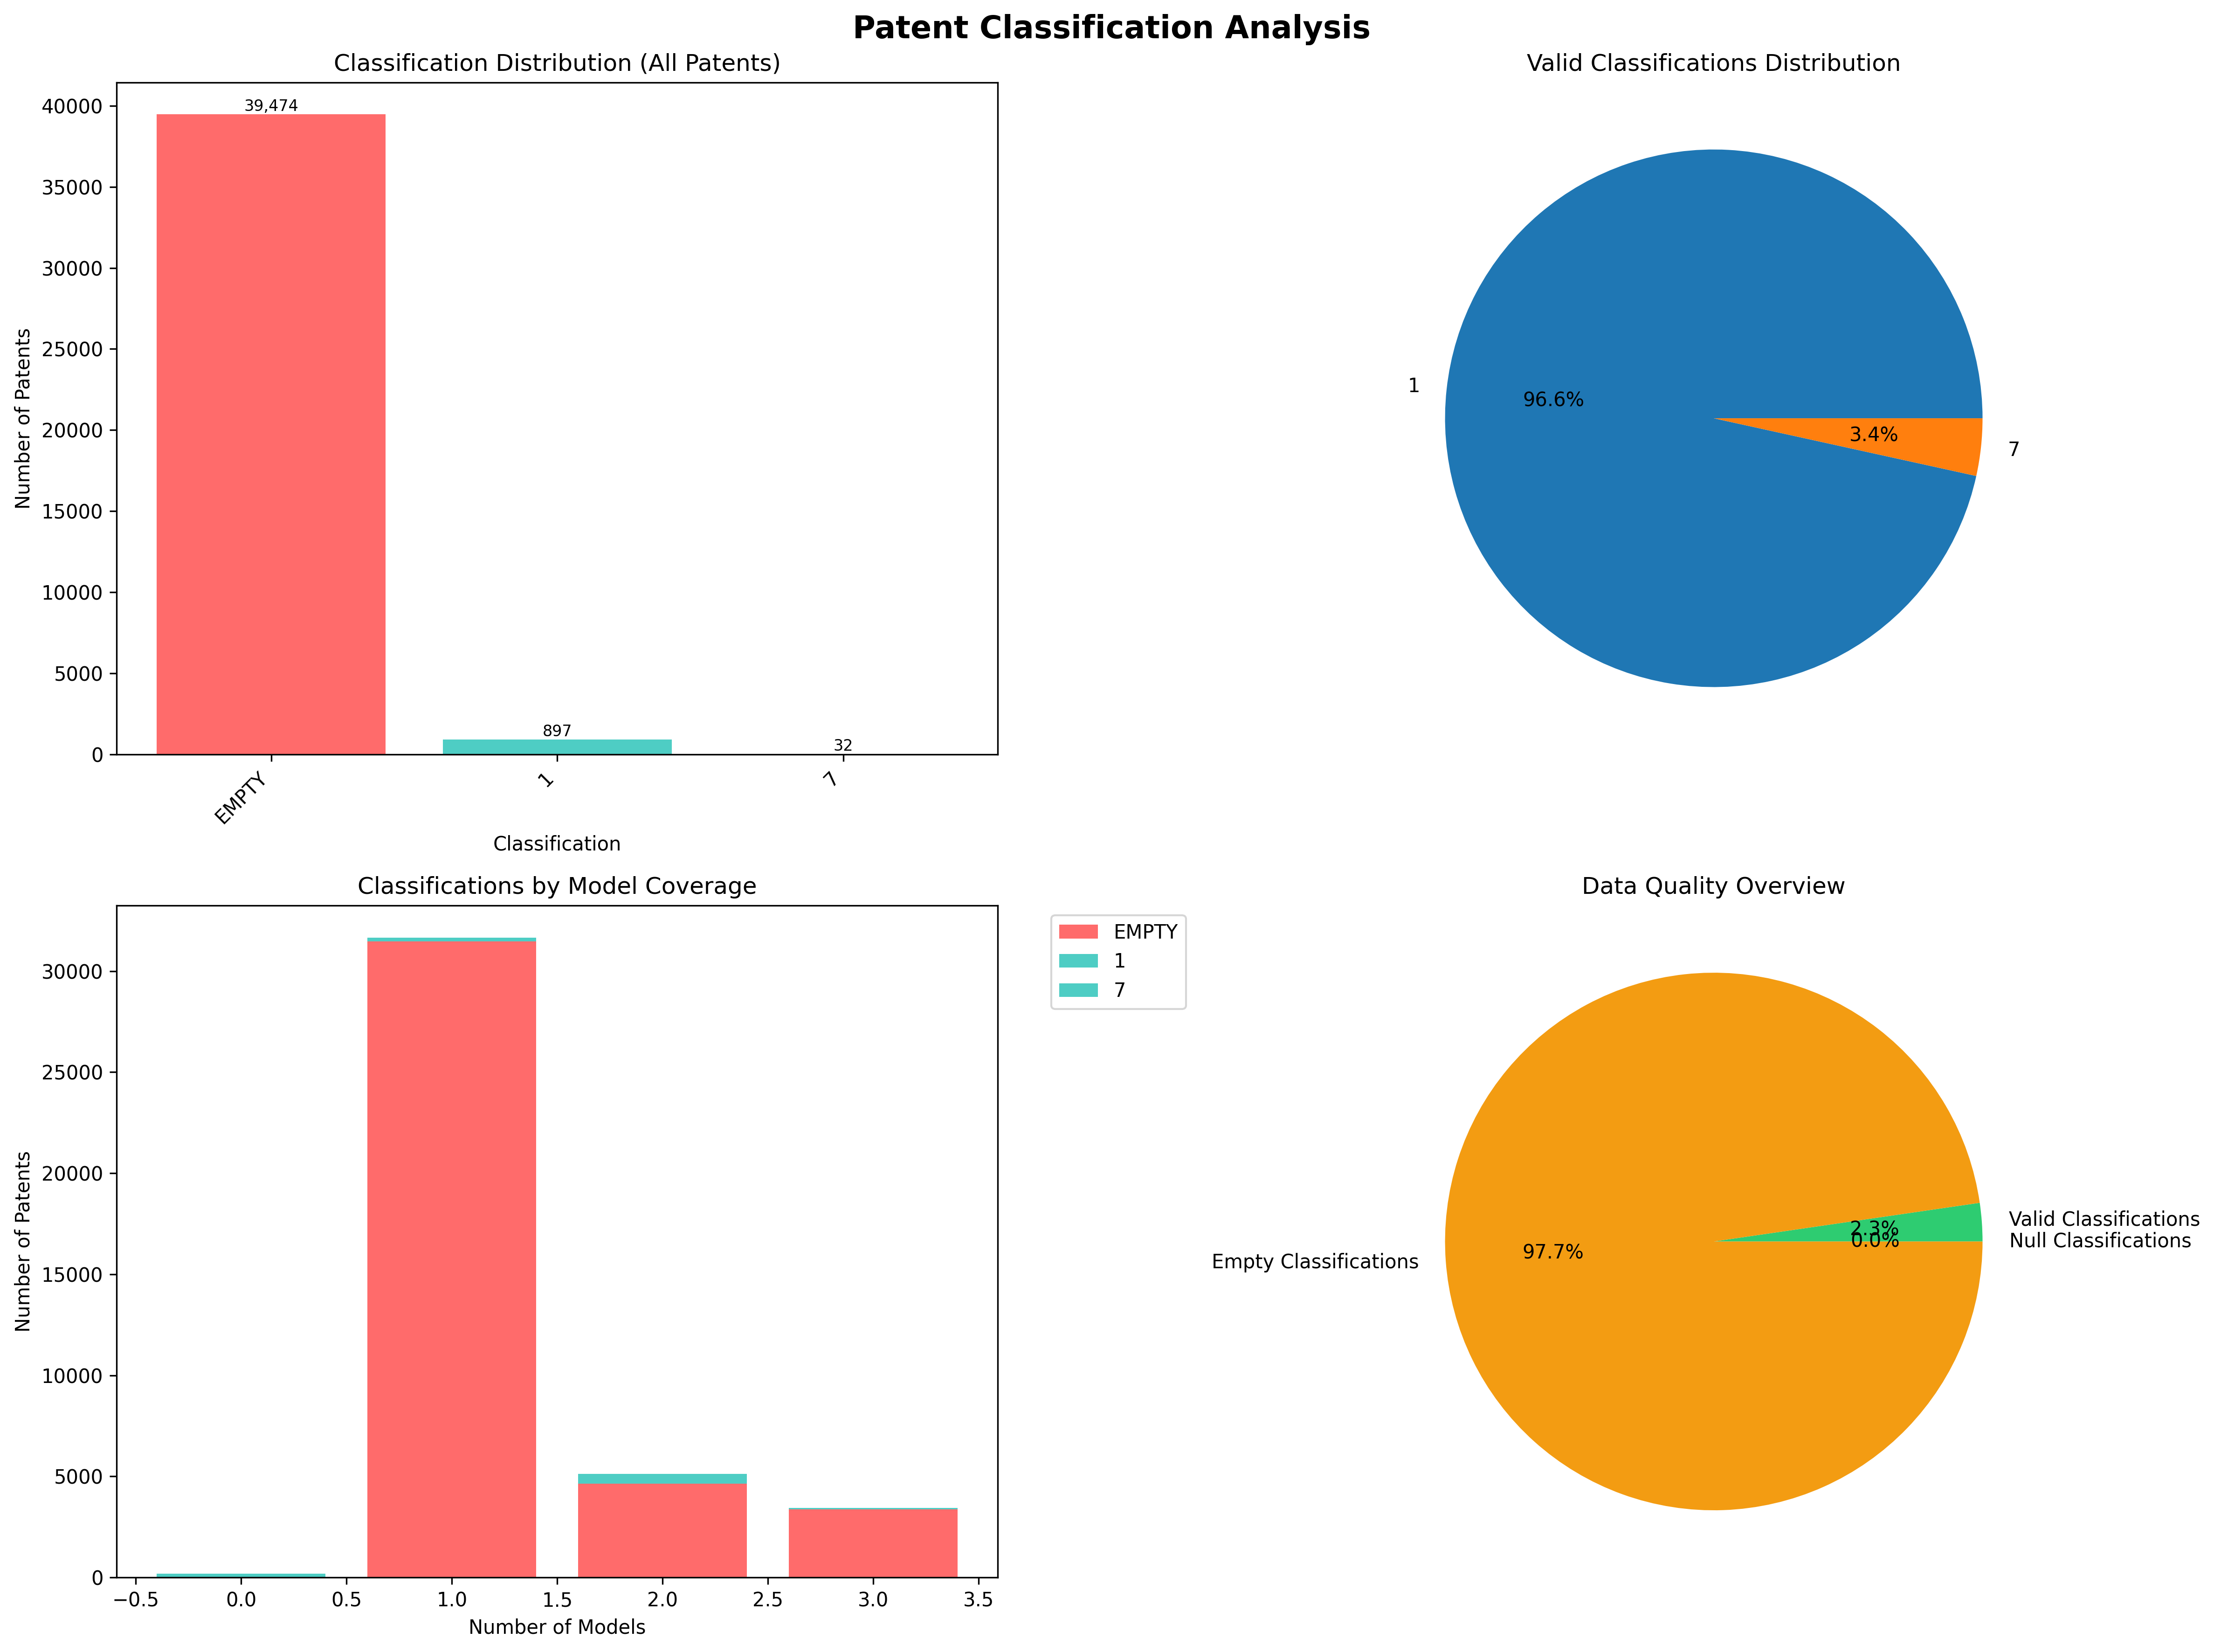 Patent Classification Analysis
Classification Distribution (All Patents)
40000
35000
30000
25000
20000
15000
10000
5000
0
Number of Patents
39,474
897
32
EMPTY
1
7
Classification
Valid Classifications Distribution
1
96.6%
3.4%
7
Classifications by Model Coverage
30000
25000
20000
15000
10000
5000
0
Number of Patents
−0.5
0.0
0.5
1.0
1.5
2.0
2.5
3.0
3.5
Number of Models
EMPTY
1
7
Data Quality Overview
Valid Classifications
2.3%
Null Classifications
0.0%
Empty Classifications
97.7%